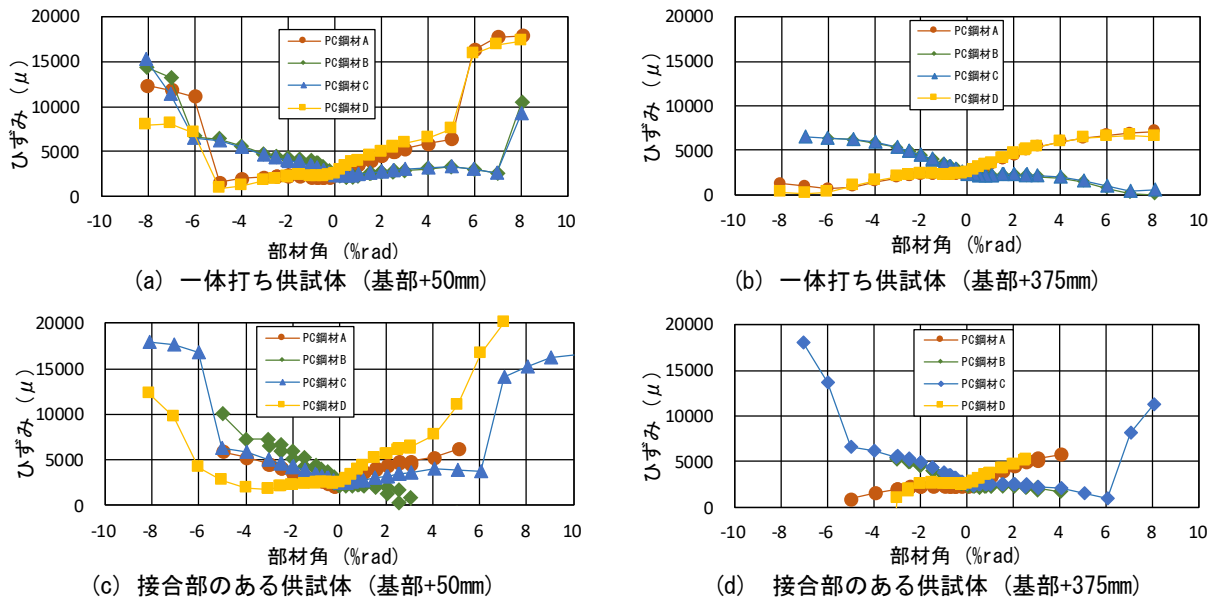 20000
15000
10000
5000
0
ひずみ (μ)
PC鋼材A
PC鋼材B
PC鋼材C
PC鋼材D
-10 -8 -6 -4 -2 0 2 4 6 8 10
部材角 (%rad)
(a) 一体打ち供試体 (基部+50mm)
20000
15000
10000
5000
0
ひずみ (μ)
PC鋼材A
PC鋼材B
PC鋼材C
PC鋼材D
-10 -8 -6 -4 -2 0 2 4 6 8 10
部材角 (%rad)
(b) 一体打ち供試体 (基部+375mm)
20000
15000
10000
5000
0
ひずみ (μ)
PC鋼材A
PC鋼材B
PC鋼材C
PC鋼材D
-10 -8 -6 -4 -2 0 2 4 6 8 10
部材角 (%rad)
(c) 接合部のある供試体 (基部+50mm)
20000
15000
10000
5000
0
ひずみ (μ)
PC鋼材A
PC鋼材B
PC鋼材C
PC鋼材D
-10 -8 -6 -4 -2 0 2 4 6 8 10
部材角 (%rad)
(d) 接合部のある供試体 (基部+375mm)